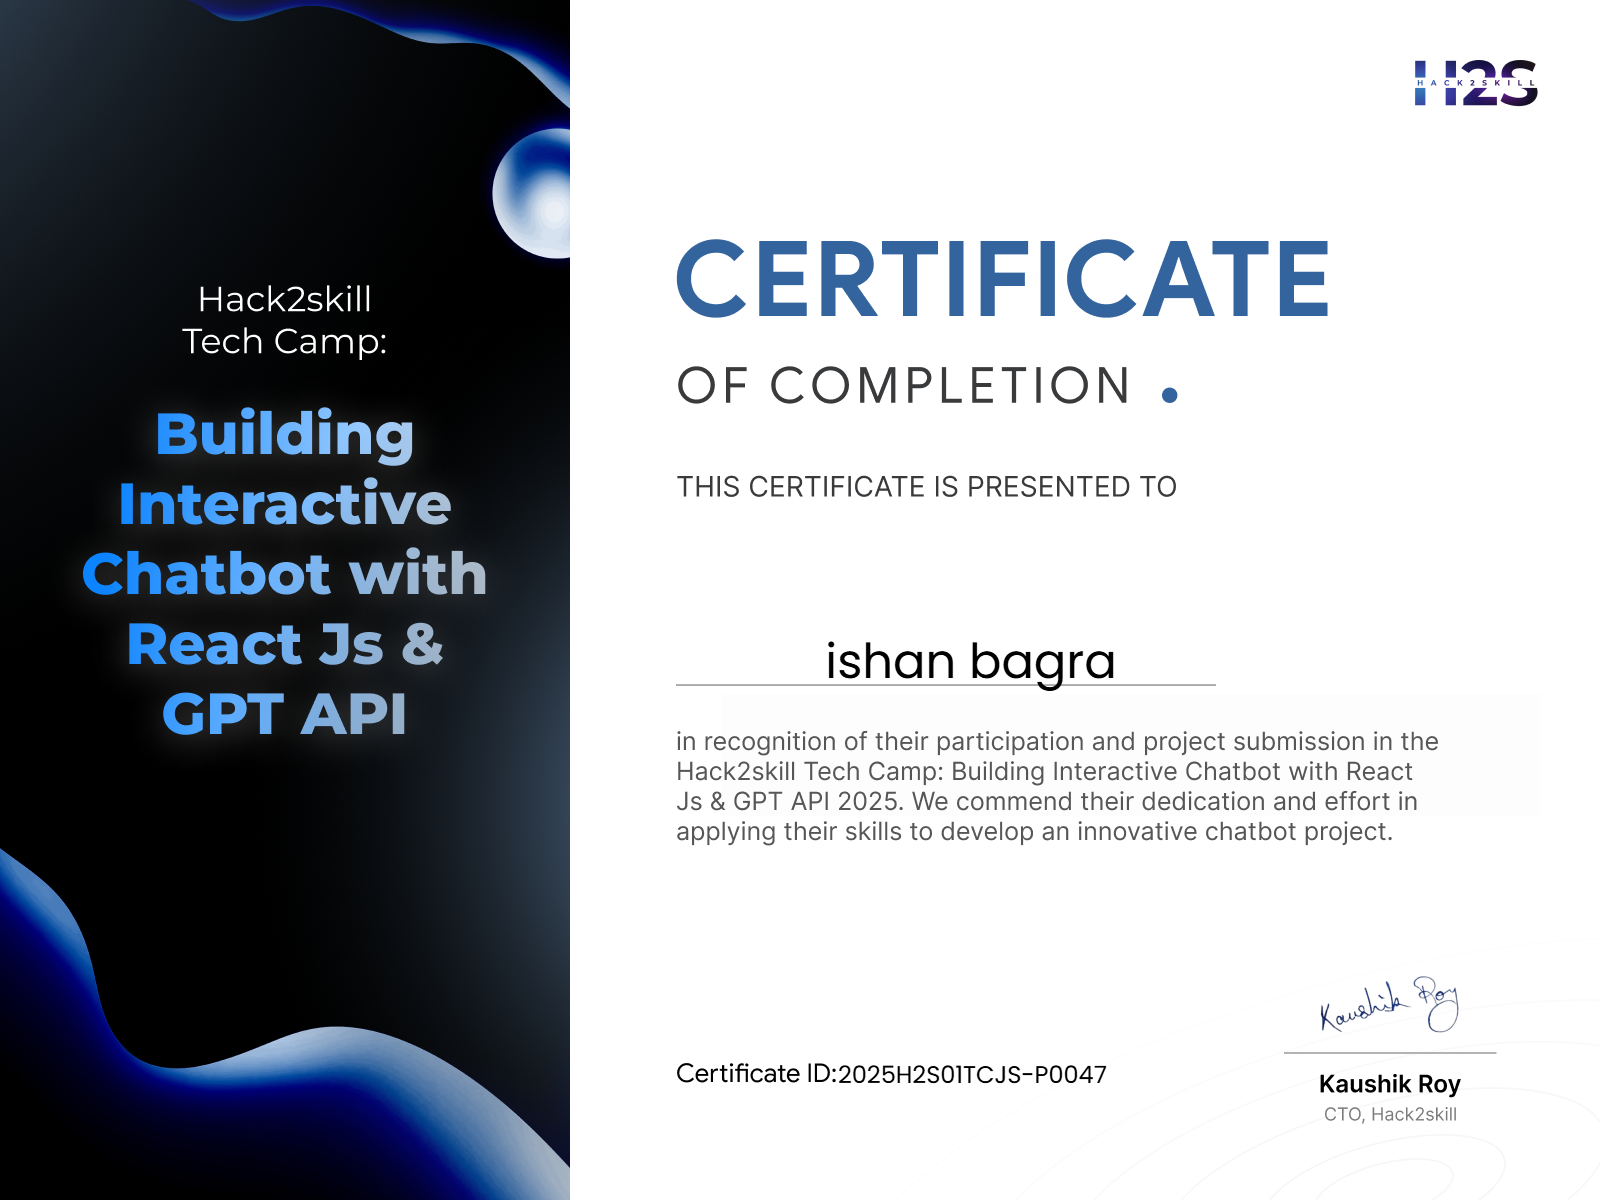 Hack2skill
Tech Camp:
Building
Interactive
Chatbot with
React Js &
GPT API
H2S
HACK2SKILL
CERTIFICATE
OF COMPLETION
THIS CERTIFICATE IS PRESENTED TO
ishan bagra
in recognition of their participation and project submission in the
Hack2skill Tech Camp: Building Interactive Chatbot with React
Js & GPT API 2025. We commend their dedication and effort in
applying their skills to develop an innovative chatbot project.
Certificate ID:2025H2S01TCJS-P0047
Kaushik Roy
Kaushik Roy
CTO, Hack2skill